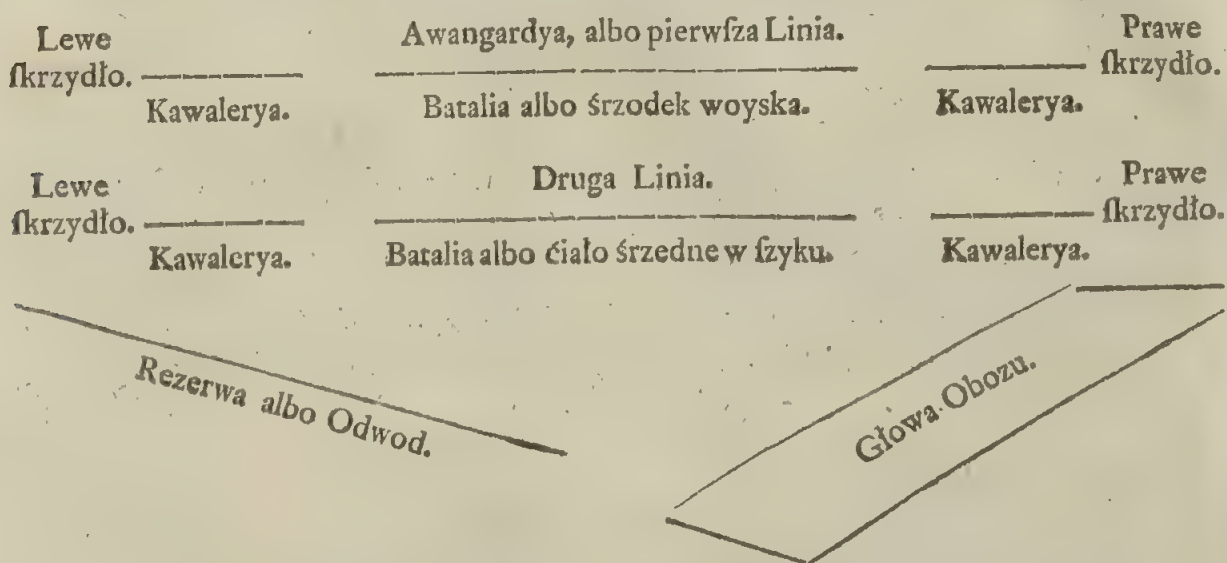 Lewe
ſkrzydło.
Kawalerya.
Awangardya, albo pierwſza Linia.
Batalia albo śrzodek woyska.
Prawe
ſkrzydło.
Kawalerya.
Lewe
ſkrzydło.
Kawalerya.
Druga Linia.
Batalia albo ćiało śrzedne w ſzyku.
Prawe
ſkrzydło.
Kawalerya.
Rezerwa albo Odwod.
Głowa Obozu.